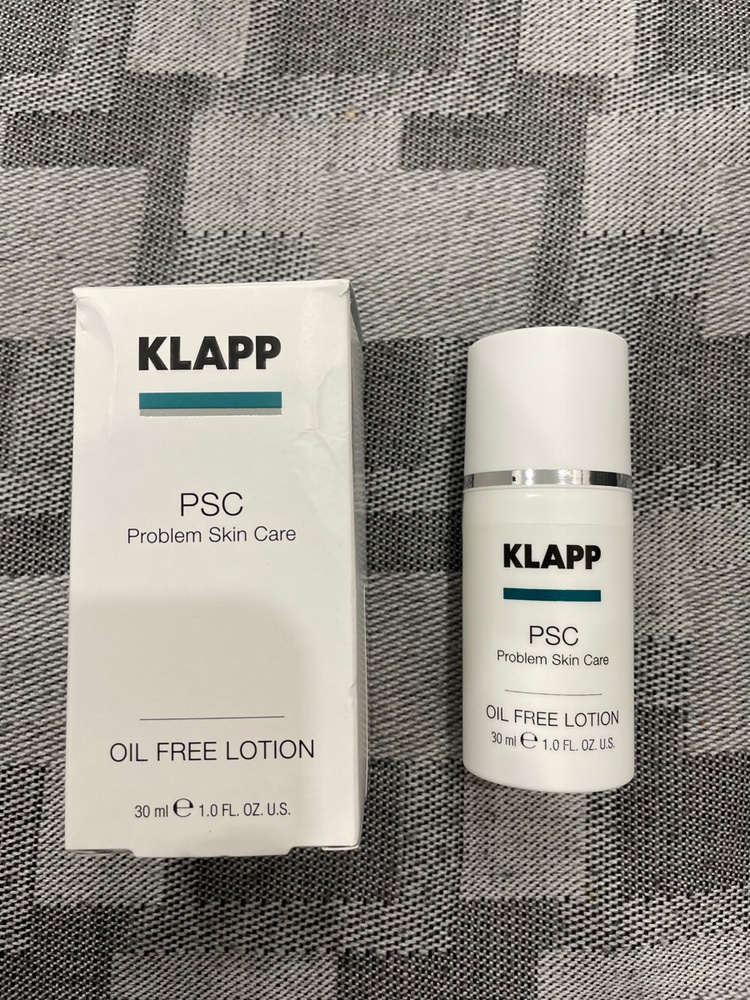 KLAPP
PSC
Problem Skin Care
OIL FREE LOTION
30 ml ℮ 1.0 FL. OZ. U.S.
KLAPP
PSC
Problem Skin Care
OIL FREE LOTION
30 ml ℮ 1.0 FL. OZ. U.S.